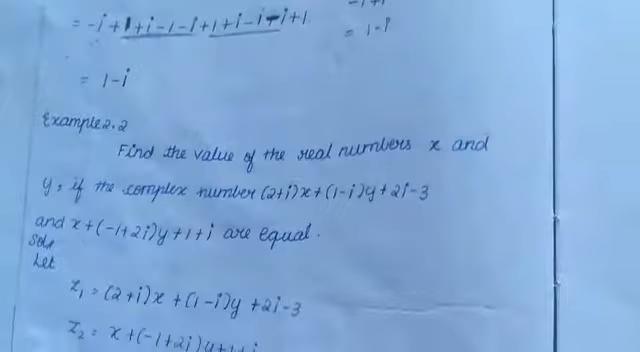 = -i+1+i-1-i+1+i-i-i+1
= 1-i
= 1-i
Example 2.2
Find the value of the real numbers x and
y, if the complex number (2+i)x+(1-i)y+2i-3
and x+(-1+2i)y+1+i are equal.
Soln
Let
z₁ = (2+i)x+(1-i)y+2i-3
z₂ = x+(-1+2i)y+1+i